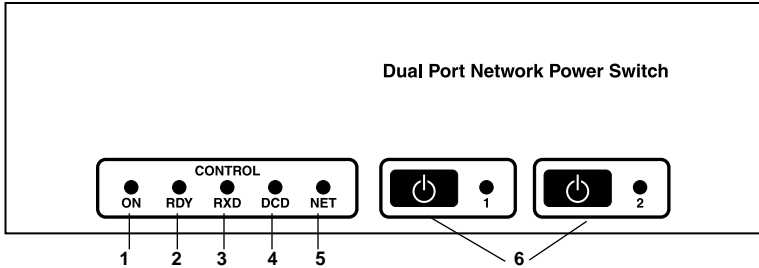 Dual Port Network Power Switch
CONTROL
ON RDY RXD DCD NET
1 2
1 2 3 4 5 6